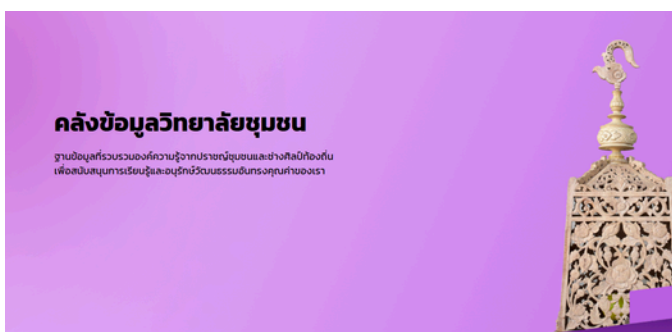 คลังข้อมูลวิทยาลัยชุมชน
ฐานข้อมูลที่รวบรวมองค์ความรู้จากปราชญ์ชุมชนและช่างศิลป์ท้องถิ่น
เพื่อสนับสนุนการเรียนรู้และอนุรักษ์วัฒนธรรมอันทรงคุณค่าของเรา